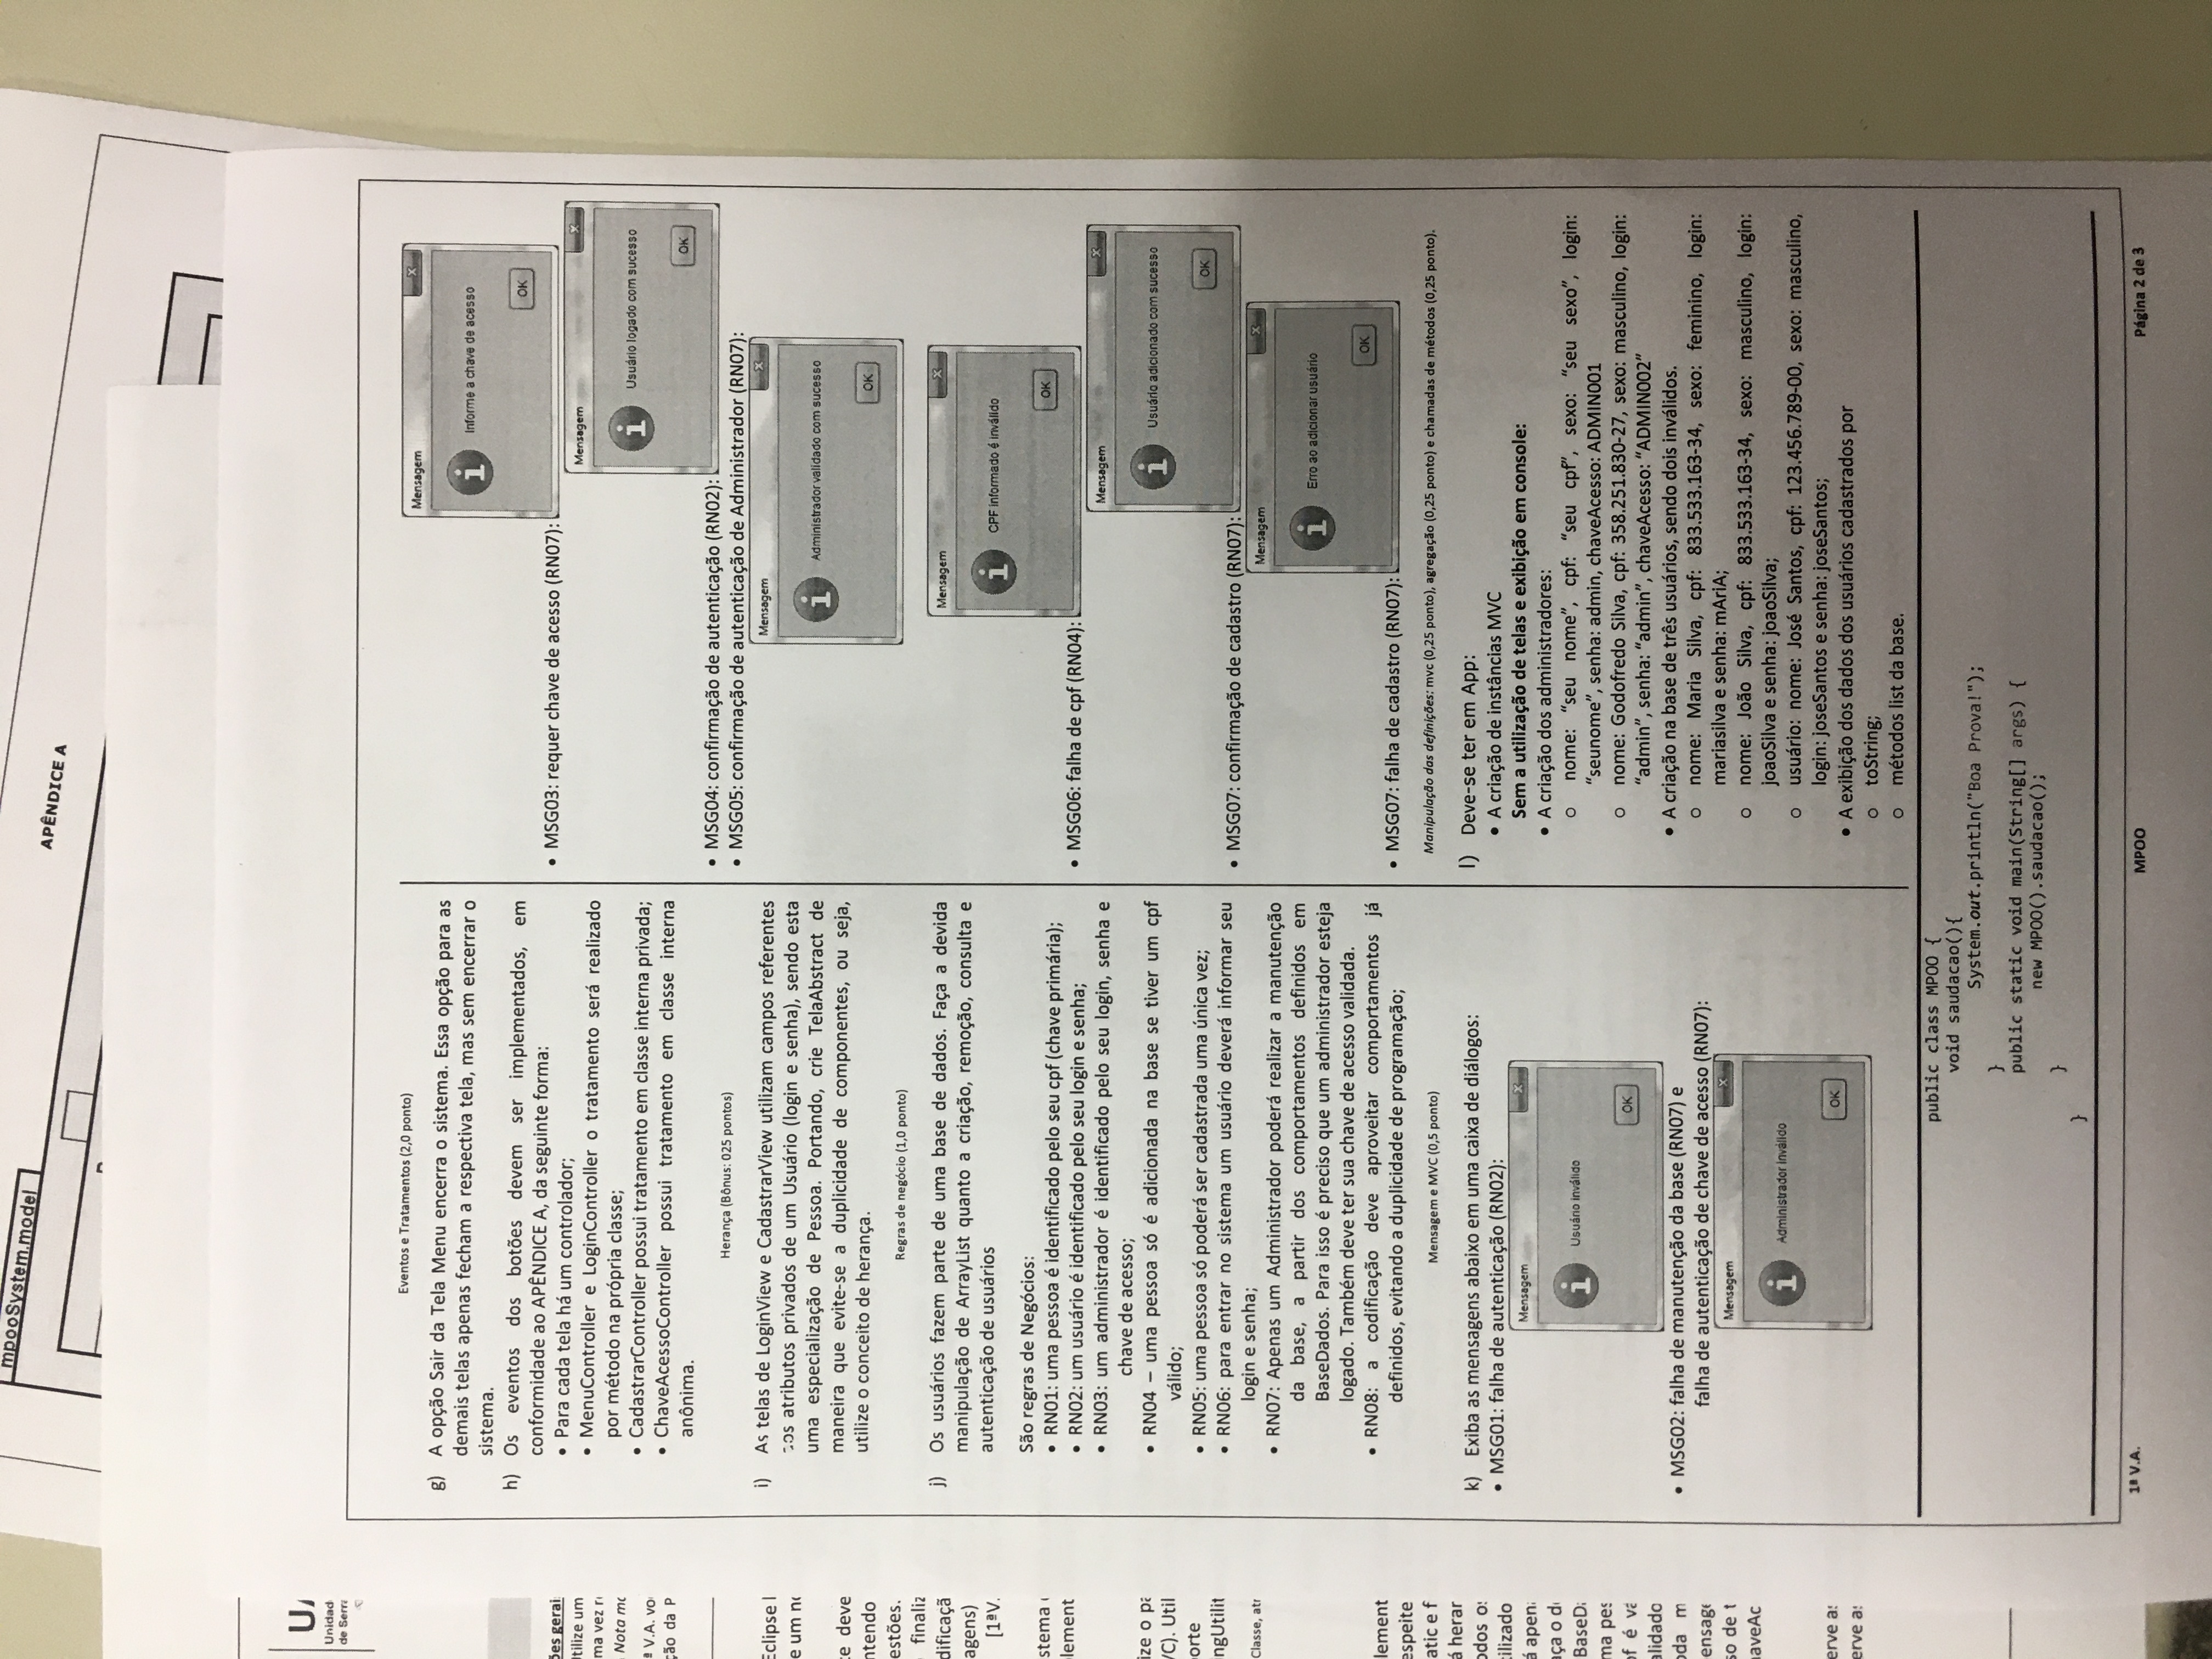 mpooSystem.model
APÊNDICE A
UA
Unidad
de Serra
ões gerai
ma vez r
Nota mo
ª V.A. vo
ção da P
Eclipse
e um no
te deve
ntendo
estões.
finaliz
dificaçã
agens)
[1ªV.
stema
lement
ize o pa
VC). Util
orte
ingUtilit
Classe, atr
lement
espeite
atic e f
á herar
odos os
tilizado
á apen
aça o d
BaseDa
ma pes
of é vá
alidado
oda m
ensage
so de t
haveAc
erve as
erve as
Eventos e Tratamentos (2,0 ponto)
g) A opção Sair da Tela Menu encerra o sistema. Essa opção para as
demais telas apenas fecham a respectiva tela, mas sem encerrar o
sistema.
h) Os eventos dos botões devem ser implementados, em
conformidade ao APÊNDICE A, da seguinte forma:
• Para cada tela há um controlador;
• MenuController e LoginController o tratamento será realizado
por método na própria classe;
• CadastrarController possui tratamento em classe interna privada;
• ChaveAcessoController possui tratamento em classe interna
anônima.
Herança (Bônus: 025 pontos)
i) As telas de LoginView e CadastrarView utilizam campos referentes
aos atributos privados de um Usuário (login e senha), sendo esta
uma especialização de Pessoa. Portando, crie TelaAbstract de
maneira que evite-se a duplicidade de componentes, ou seja,
utilize o conceito de herança.
Regras de negócio (1,0 ponto)
j) Os usuários fazem parte de uma base de dados. Faça a devida
manipulação de ArrayList quanto a criação, remoção, consulta e
autenticação de usuários
São regras de Negócios:
• RN01: uma pessoa é identificado pelo seu cpf (chave primária);
• RN02: um usuário é identificado pelo seu login e senha;
• RN03: um administrador é identificado pelo seu login, senha e
chave de acesso;
• RN04 – uma pessoa só é adicionada na base se tiver um cpf
válido;
• RN05: uma pessoa só poderá ser cadastrada uma única vez;
• RN06: para entrar no sistema um usuário deverá informar seu
login e senha;
• RN07: Apenas um Administrador poderá realizar a manutenção
da base, a partir dos comportamentos definidos em
BaseDados. Para isso é preciso que um administrador esteja
logado. Também deve ter sua chave de acesso validada.
• RN08: a codificação deve aproveitar comportamentos já
definidos, evitando a duplicidade de programação;
Mensagem e MVC (0,5 ponto)
k) Exiba as mensagens abaixo em uma caixa de diálogos:
• MSG01: falha de autenticação (RN02):
Mensagem
Usuário inválido
OK
• MSG02: falha de manutenção da base (RN07) e
falha de autenticação de chave de acesso (RN07):
Mensagem
Administrador inválido
OK
Mensagem
Informe a chave de acesso
OK
• MSG03: requer chave de acesso (RN07):
Mensagem
Usuário logado com sucesso
OK
• MSG04: confirmação de autenticação (RN02):
• MSG05: confirmação de autenticação de Administrador (RN07):
Mensagem
Administrador validado com sucesso
OK
Mensagem
CPF informado é inválido
OK
• MSG06: falha de cpf (RN04):
Mensagem
Usuário adicionado com sucesso
OK
• MSG07: confirmação de cadastro (RN07):
Mensagem
Erro ao adicionar usuário
OK
• MSG07: falha de cadastro (RN07):
Manipulação das definições: mvc (0,25 ponto), agregação (0,25 ponto) e chamadas de métodos (0,25 ponto).
l) Deve-se ter em App:
• A criação de instâncias MVC
Sem a utilização de telas e exibição em console:
• A criação dos administradores:
o nome: “seu nome”, cpf: “seu cpf”, sexo: “seu sexo”, login:
“seunome”, senha: admin, chaveAcesso: ADMIN001
o nome: Godofredo Silva, cpf: 358.251.830-27, sexo: masculino, login:
“admin”, senha: “admin”, chaveAcesso: “ADMIN002”
• A criação na base de três usuários, sendo dois inválidos.
o nome: Maria Silva, cpf: 833.533.163-34, sexo: feminino, login:
mariasilva e senha: mAriA;
o nome: João Silva, cpf: 833.533.163-34, sexo: masculino, login:
joaoSilva e senha: joaoSilva;
o usuário: nome: José Santos, cpf: 123.456.789-00, sexo: masculino,
login: joseSantos e senha: joseSantos;
• A exibição dos dados dos usuários cadastrados por
o toString;
o métodos list da base.
public class MPOO {
void saudacao(){
System.out.println("Boa Prova!");
}
public static void main(String[] args) {
new MPOO().saudacao();
}
}
1ª V.A.
MPOO
Página 2 de 3